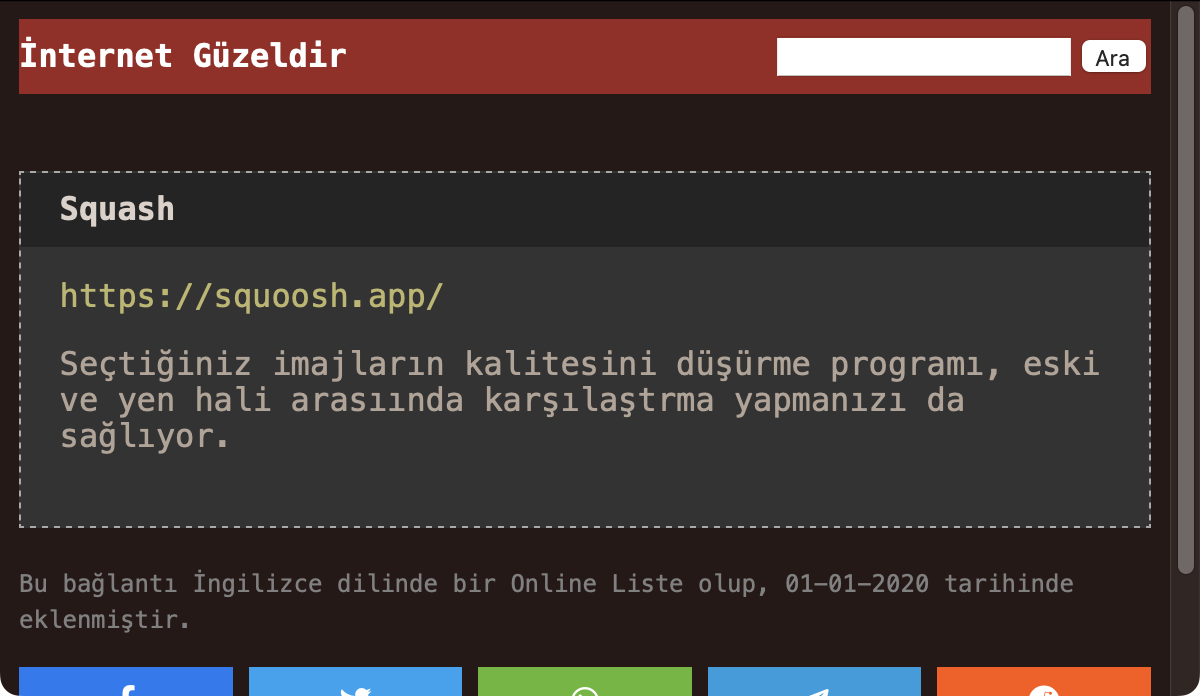 İnternet Güzeldir
Ara
Squash
https://squoosh.app/
Seçtiğiniz imajların kalitesini düşürme programı, eski
ve yen hali arasıında karşılaştrma yapmanızı da
sağlıyor.
Bu bağlantı İngilizce dilinde bir Online Liste olup, 01-01-2020 tarihinde
eklenmiştir.